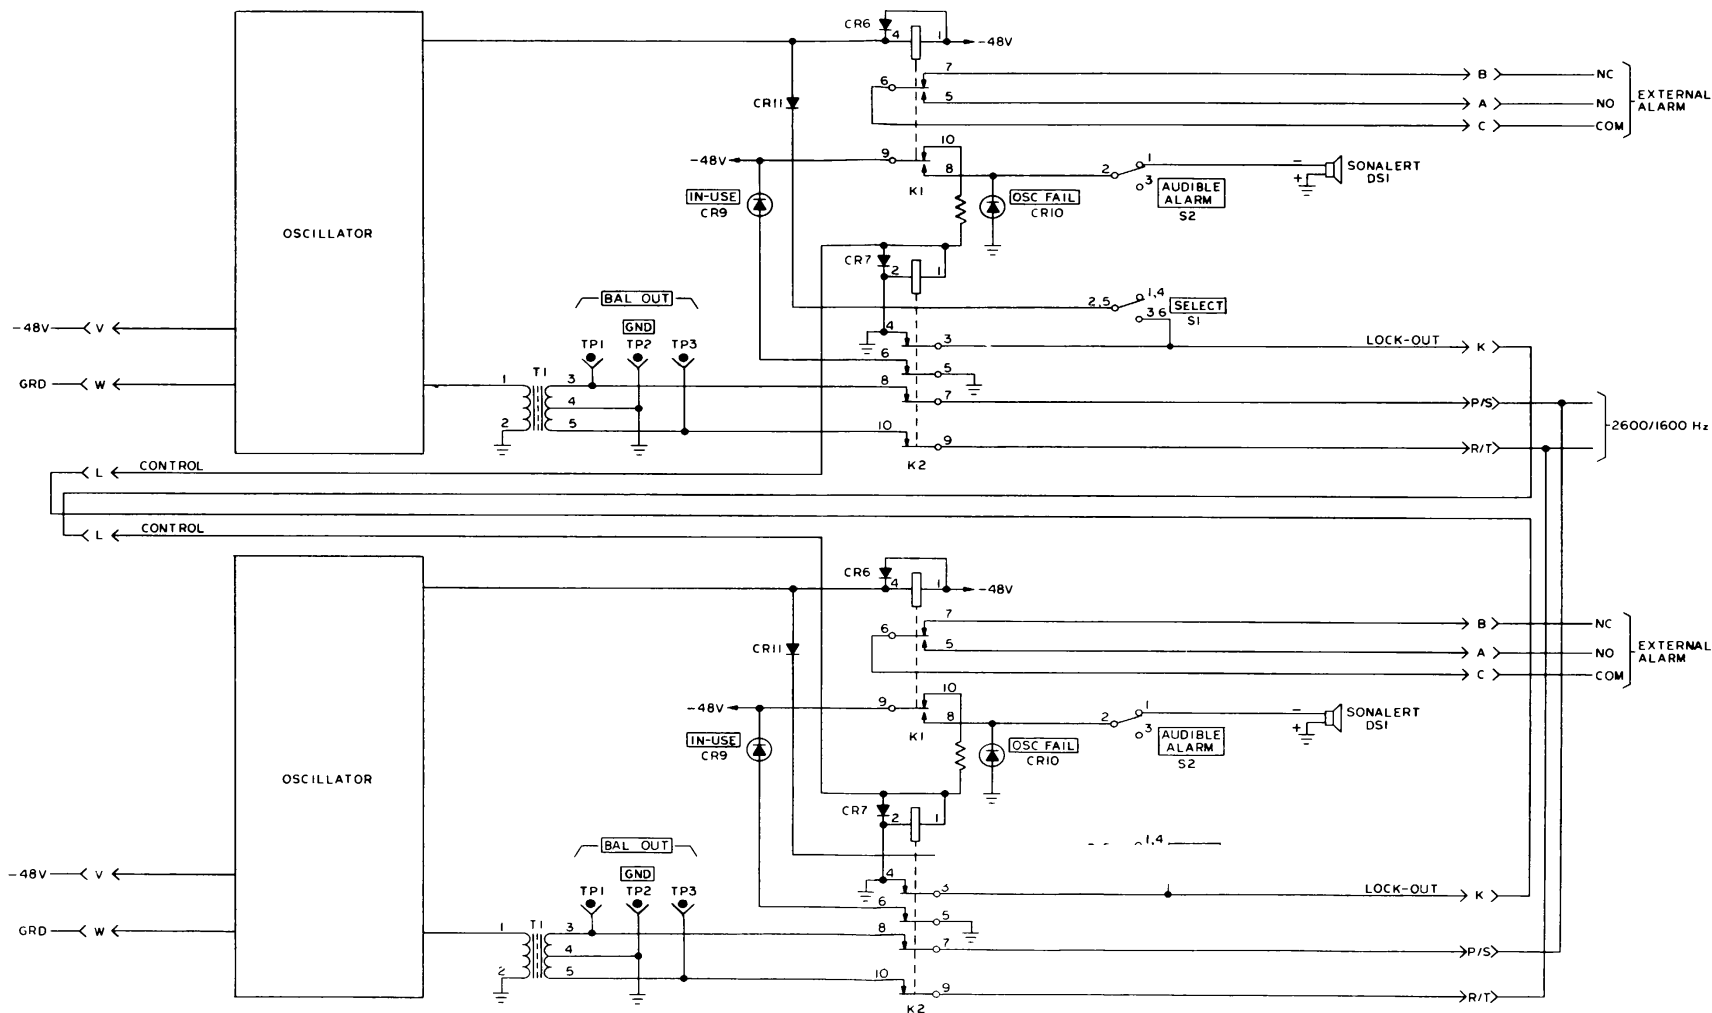 CR6
4
1
-48V
7
B
NC
6
CR11
5
A
NO
EXTERNAL
ALARM
C
COM
10
-48V
9
8
2
1
3
-
+
SONALERT
DS1
K1
AUDIBLE
ALARM
S2
IN-USE
CR9
OSC FAIL
CR10
OSCILLATOR
CR7
2
1
BAL OUT
GND
2,5
1,4
3 6
SELECT
S1
-48V
V
4
3
LOCK-OUT
K
TP1
TP2
TP3
6
5
GRD
W
1
T1
3
8
7
P/S
4
2
5
10
9
R/T
2600/1600 Hz
K2
L
CONTROL
L
CONTROL
CR6
4
1
-48V
7
B
NC
6
CR11
5
A
NO
EXTERNAL
ALARM
C
COM
10
-48V
9
8
2
1
3
-
+
SONALERT
DS1
K1
AUDIBLE
ALARM
S2
IN-USE
CR9
OSC FAIL
CR10
OSCILLATOR
CR7
2
1
BAL OUT
GND
1,4
-48V
V
4
3
LOCK-OUT
K
TP1
TP2
TP3
6
5
GRD
W
1
T1
3
8
7
P/S
4
2
5
10
9
R/T
K2